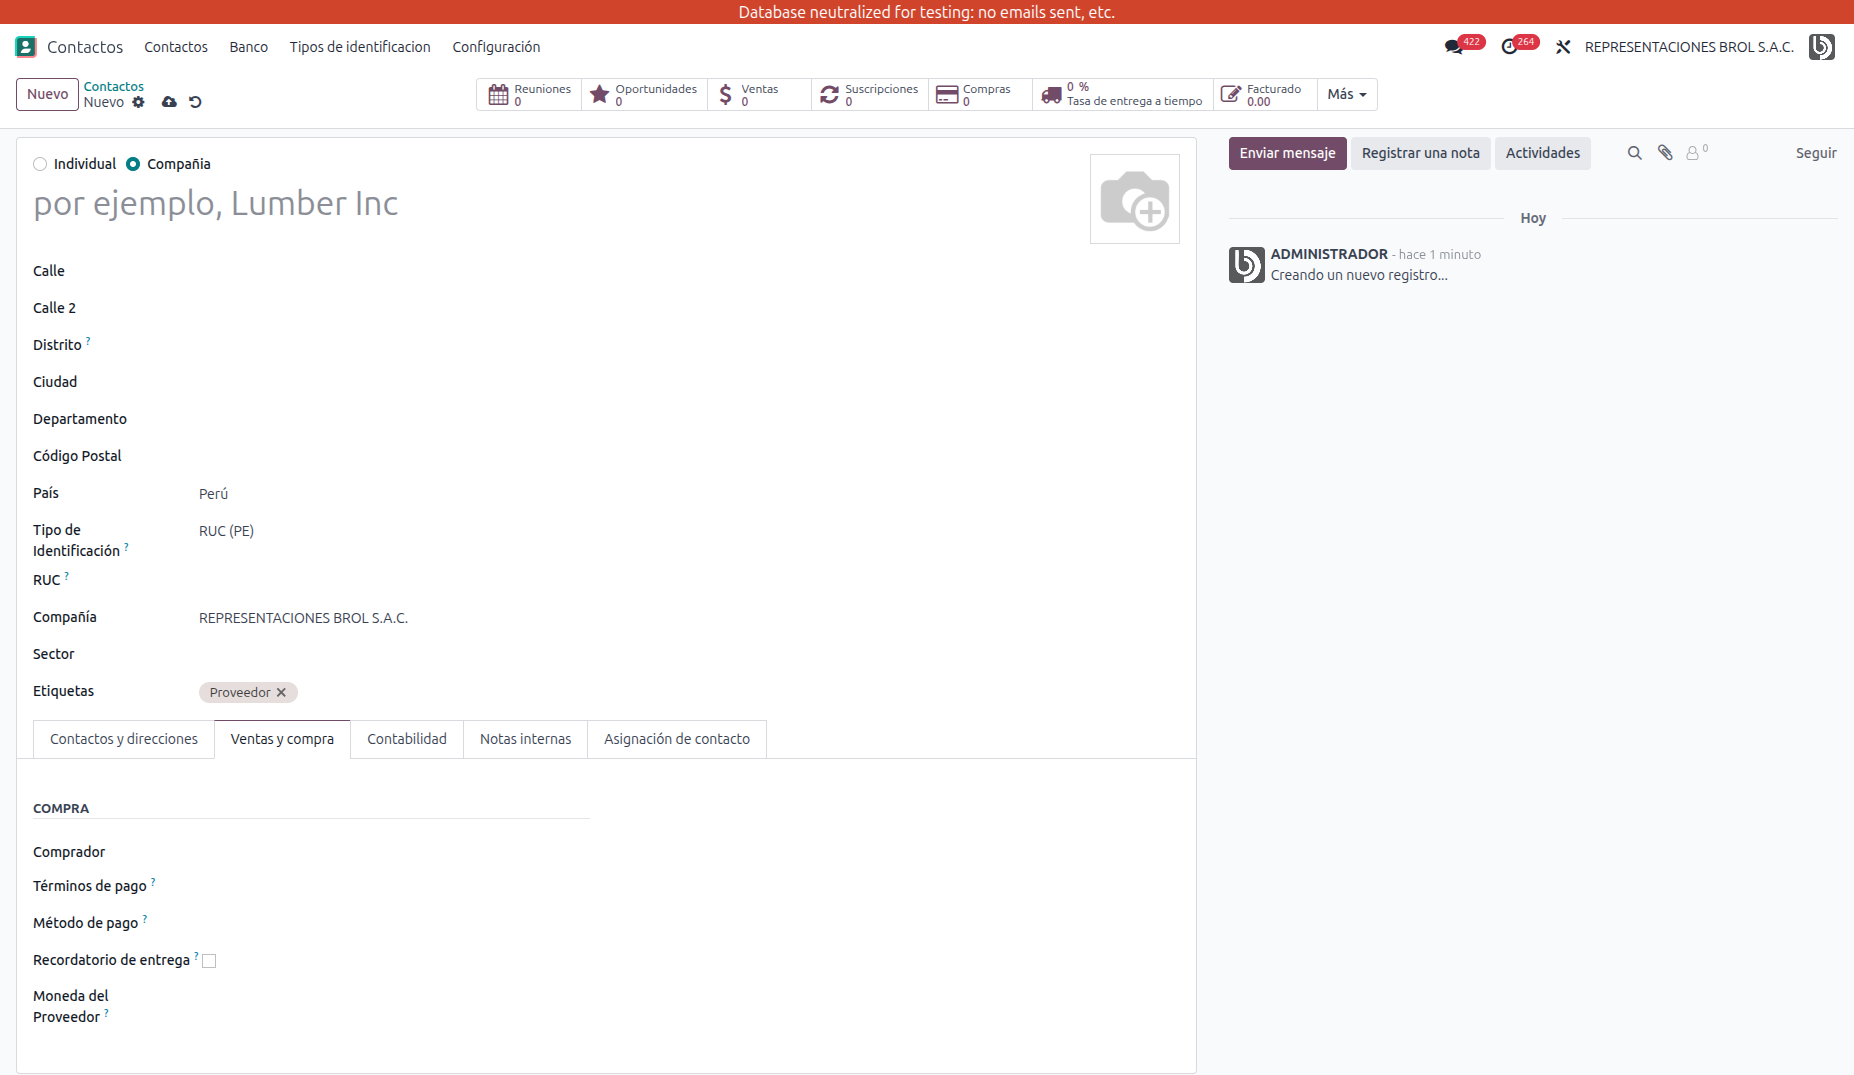 Database neutralized for testing: no emails sent, etc.
Contactos Contactos Banco Tipos de identificacion Configuración 422 264 REPRESENTACIONES BROL S.A.C.
Nuevo Contactos
Nuevo
Reuniones 0 Oportunidades 0 Ventas 0 Suscripciones 0 Compras 0 0 % Tasa de entrega a tiempo Facturado 0.00 Más
Individual Compañia
por ejemplo, Lumber Inc
Calle
Calle 2
Distrito ?
Ciudad
Departamento
Código Postal
País Perú
Tipo de
Identificación ? RUC (PE)
RUC ?
Compañía REPRESENTACIONES BROL S.A.C.
Sector
Etiquetas Proveedor
Contactos y direcciones Ventas y compra Contabilidad Notas internas Asignación de contacto
COMPRA
Comprador
Términos de pago ?
Método de pago ?
Recordatorio de entrega ?
Moneda del
Proveedor ?
Enviar mensaje Registrar una nota Actividades 0 Seguir
Hoy
ADMINISTRADOR - hace 1 minuto
Creando un nuevo registro...